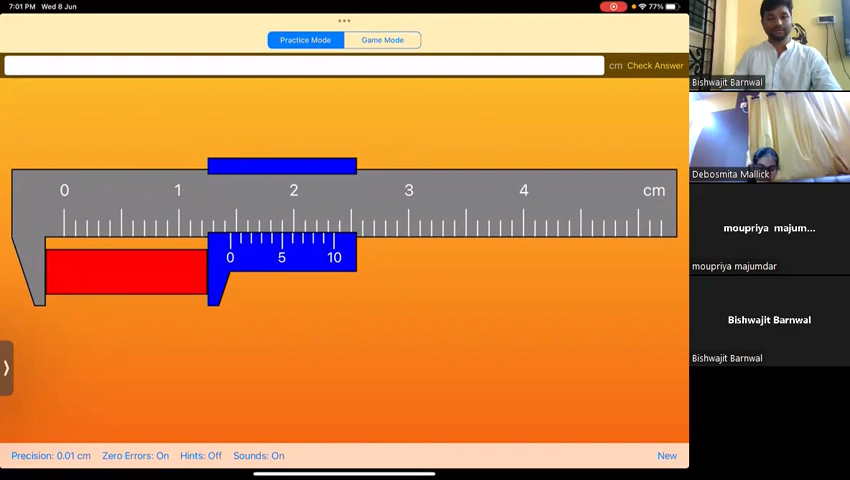 7:01 PM Wed 8 Jun
77%
Practice Mode
Game Mode
cm
Check Answer
0 1 2 3 4 cm
0 5 10
Precision: 0.01 cm
Zero Errors: On
Hints: Off
Sounds: On
New
Bishwajit Barnwal
Debosmita Mallick
moupriya majum...
moupriya majumdar
Bishwajit Barnwal
Bishwajit Barnwal